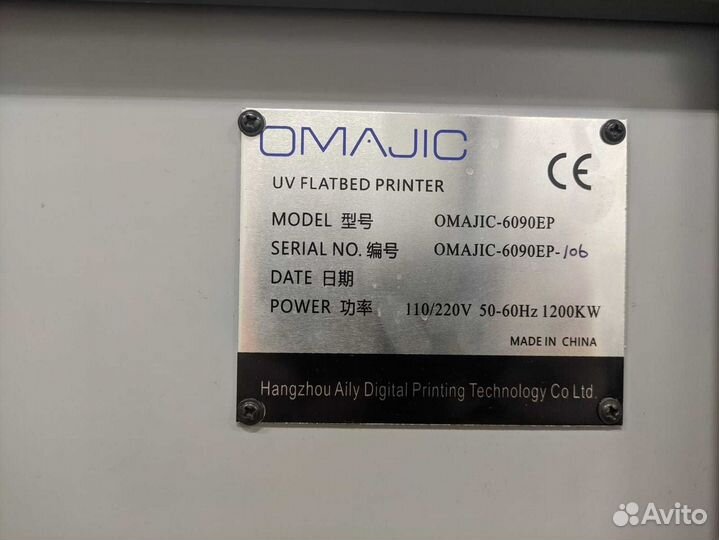 OMAJIC
CE
UV FLATBED PRINTER
MODEL 型号 OMAJIC-6090EP
SERIAL NO. 编号 OMAJIC-6090EP-106
DATE 日期
POWER 功率 110/220V 50-60Hz 1200KW
MADE IN CHINA
Hangzhou Aily Digital Printing Technology Co Ltd.
Avito